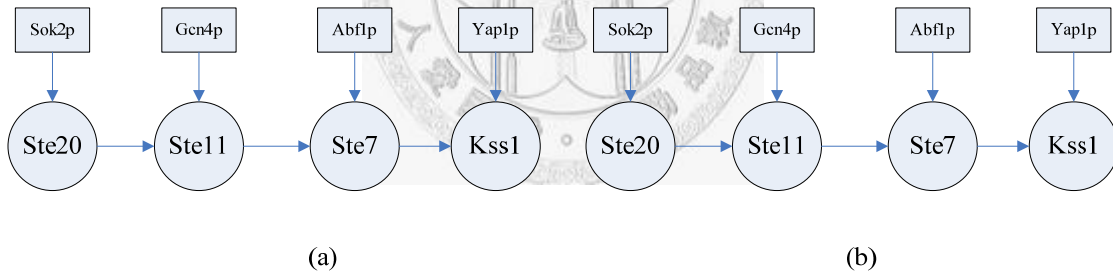 Sok2p Gcn4p Abf1p Yap1p Sok2p Gcn4p Abf1p Yap1p
Ste20 Ste11 Ste7 Kss1 Ste20 Ste11 Ste7 Kss1
(a) (b)